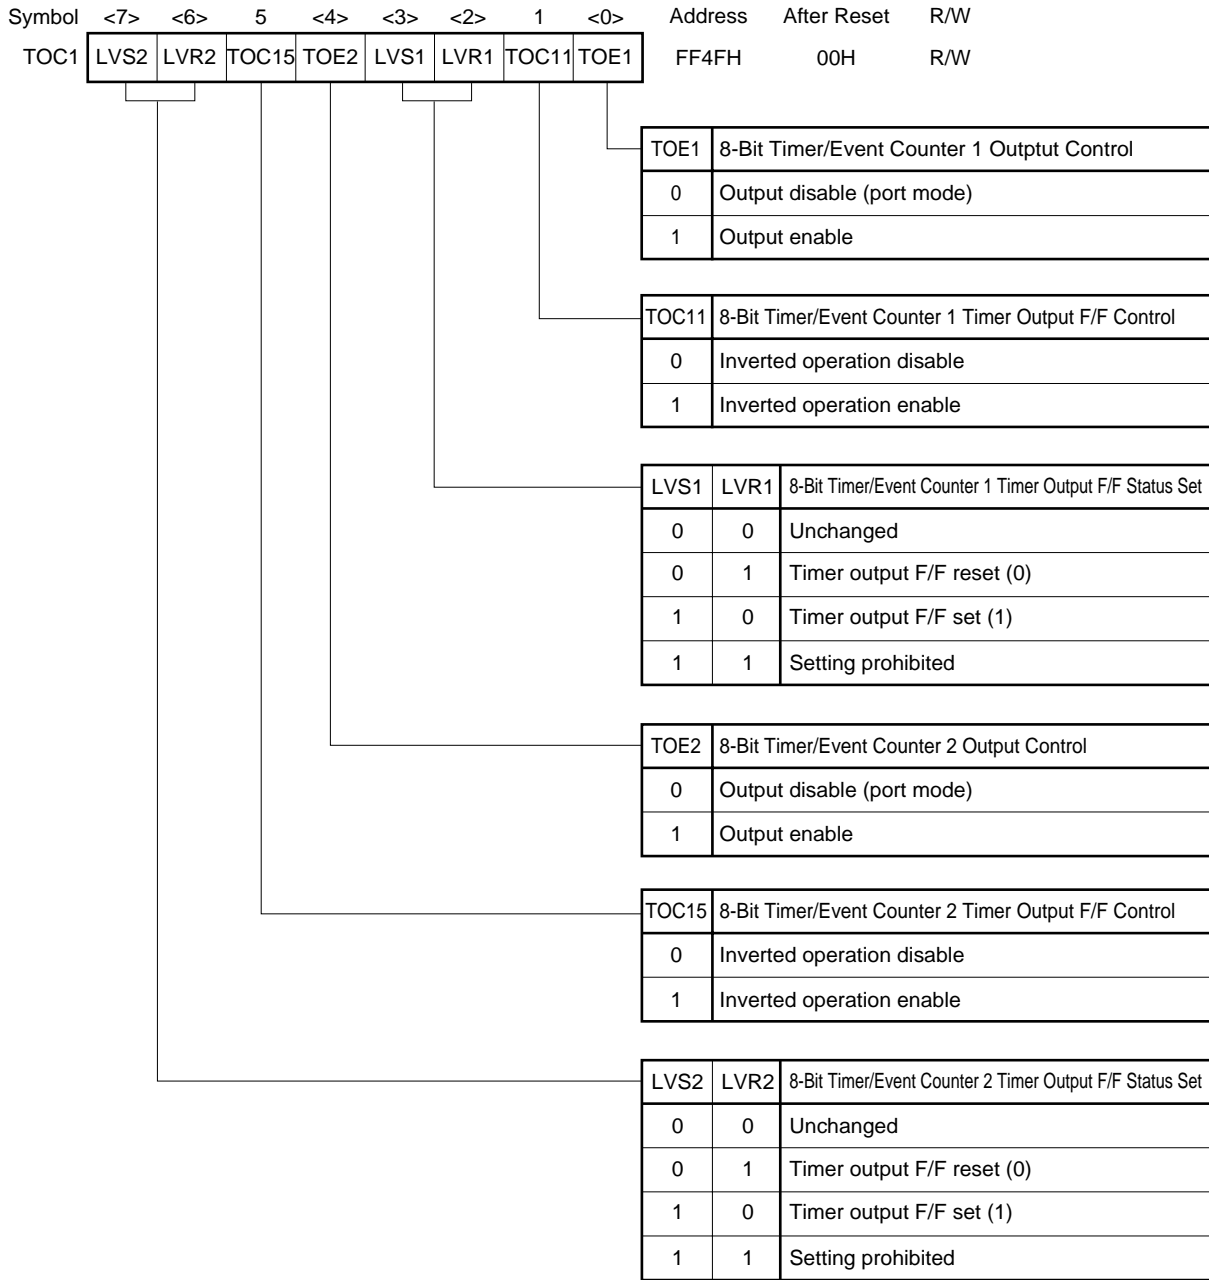 Symbol <7> <6> 5 <4> <3> <2> 1 <0> Address After Reset R/W
TOC1 LVS2 LVR2 TOC15 TOE2 LVS1 LVR1 TOC11 TOE1 FF4FH 00H R/W
TOE1 8-Bit Timer/Event Counter 1 Outptut Control
0 Output disable (port mode)
1 Output enable
TOC11 8-Bit Timer/Event Counter 1 Timer Output F/F Control
0 Inverted operation disable
1 Inverted operation enable
LVS1 LVR1 8-Bit Timer/Event Counter 1 Timer Output F/F Status Set
0 0 Unchanged
0 1 Timer output F/F reset (0)
1 0 Timer output F/F set (1)
1 1 Setting prohibited
TOE2 8-Bit Timer/Event Counter 2 Output Control
0 Output disable (port mode)
1 Output enable
TOC15 8-Bit Timer/Event Counter 2 Timer Output F/F Control
0 Inverted operation disable
1 Inverted operation enable
LVS2 LVR2 8-Bit Timer/Event Counter 2 Timer Output F/F Status Set
0 0 Unchanged
0 1 Timer output F/F reset (0)
1 0 Timer output F/F set (1)
1 1 Setting prohibited